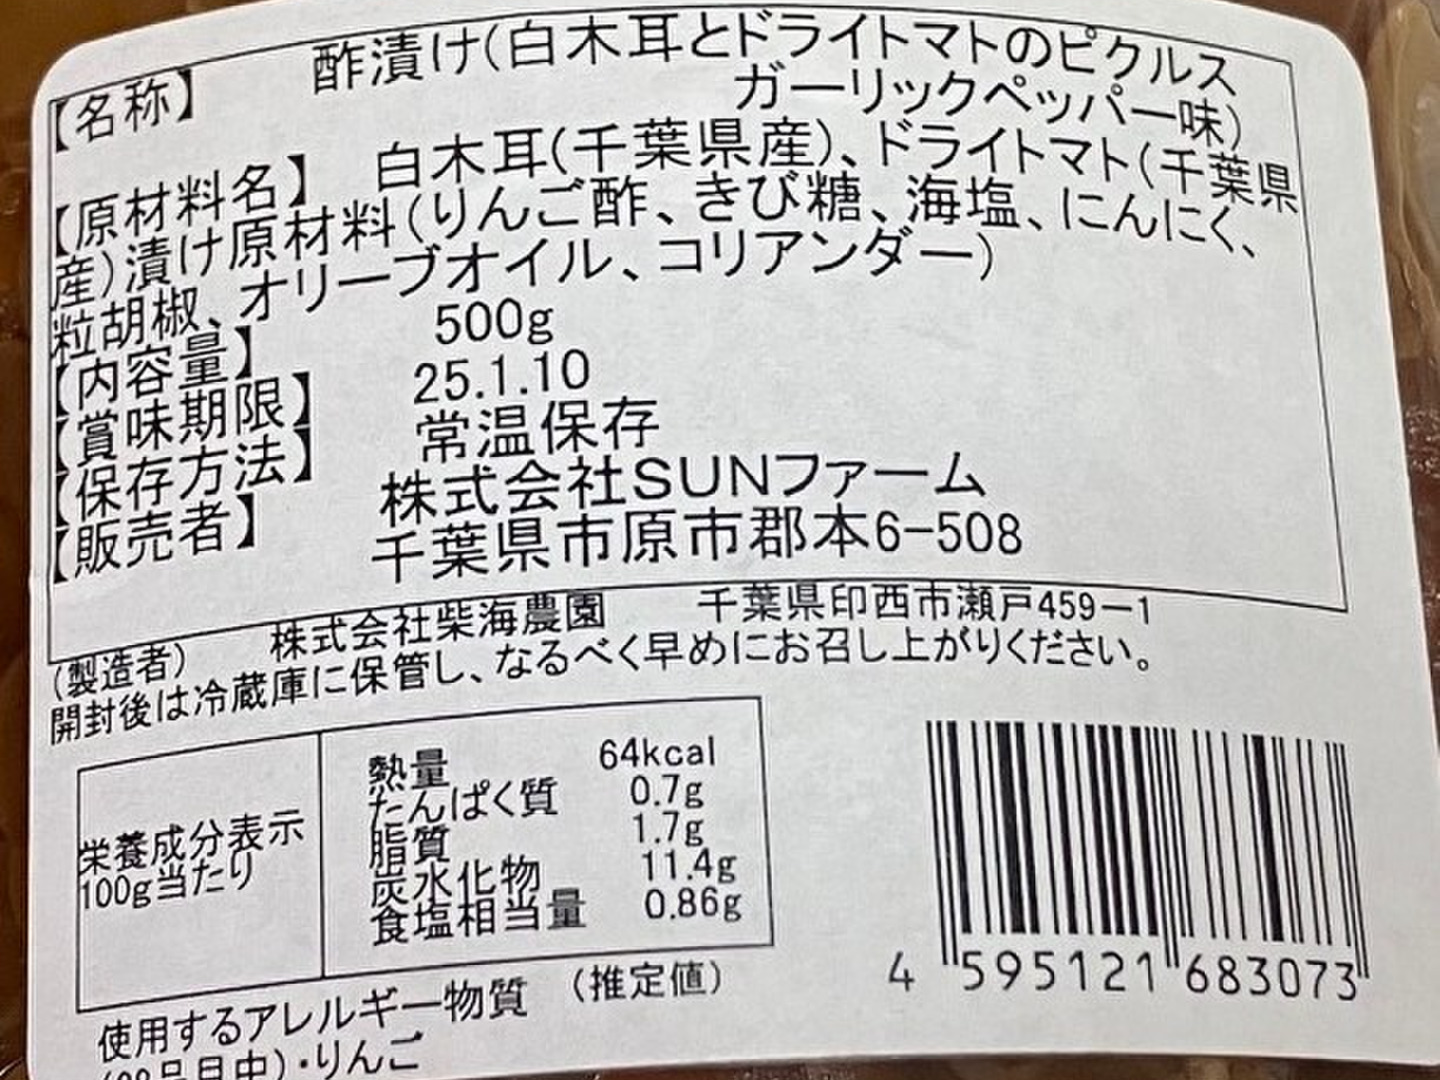 【名称】 酢漬け(白木耳とドライトマトのピクルス
ガーリックペッパー味)
【原材料名】 白木耳(千葉県産)、ドライトマト(千葉県
産)漬け原材料(りんご酢、きび糖、海塩、にんにく、
粒胡椒、オリーブオイル、コリアンダー)
【内容量】 500g
【賞味期限】 25.1.10
【保存方法】 常温保存
【販売者】 株式会社SUNファーム
千葉県市原市郡本6-508
(製造者) 株式会社柴海農園 千葉県印西市瀬戸459-1
開封後は冷蔵庫に保管し、なるべく早めにお召し上がりください。
栄養成分表示
100g当たり
熱量 64kcal
たんぱく質 0.7g
脂質 1.7g
炭水化物 11.4g
食塩相当量 0.86g
(推定値)
使用するアレルギー物質
(28品目中)・りんご
4 595121 683073